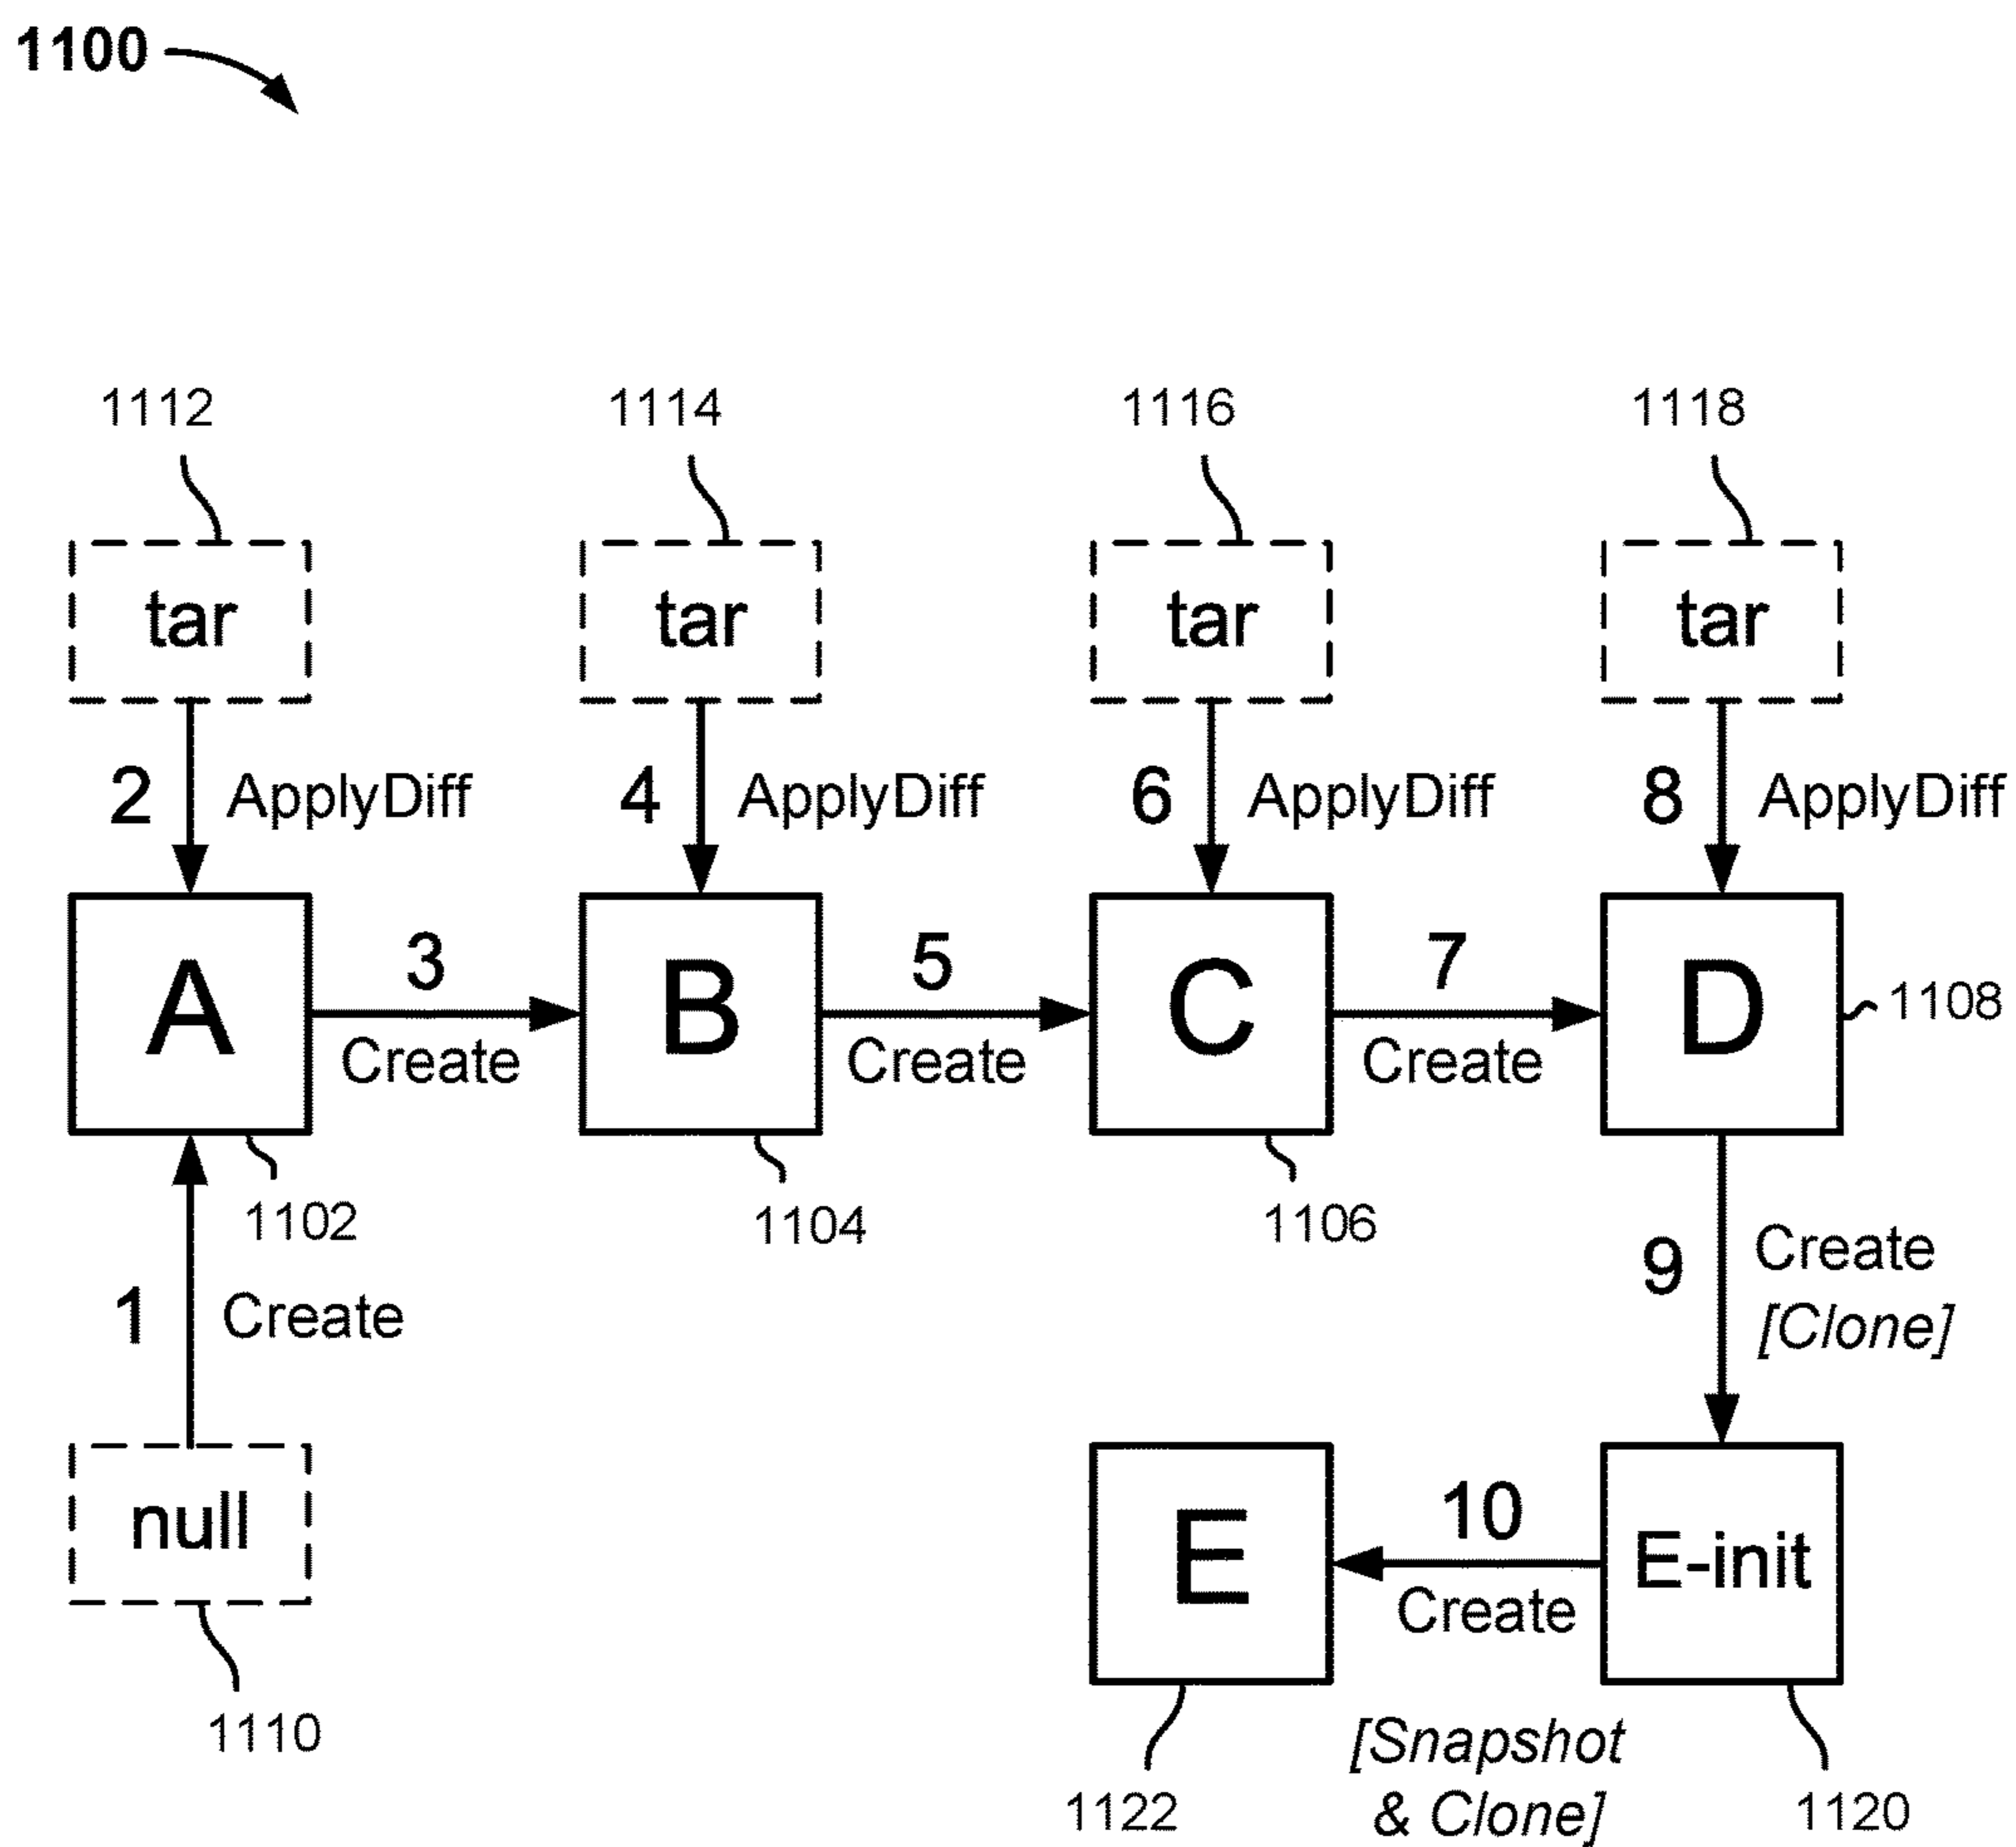 1100
1112 1114 1116 1118
tar tar tar tar
2 ApplyDiff 4 ApplyDiff 6 ApplyDiff 8 ApplyDiff
A 3 B 5 C 7 D 1108
Create Create Create
1102 1104 1106
1 Create 9 Create
[Clone]
null E 10 E-init
Create
1110 [Snapshot
1122 & Clone] 1120